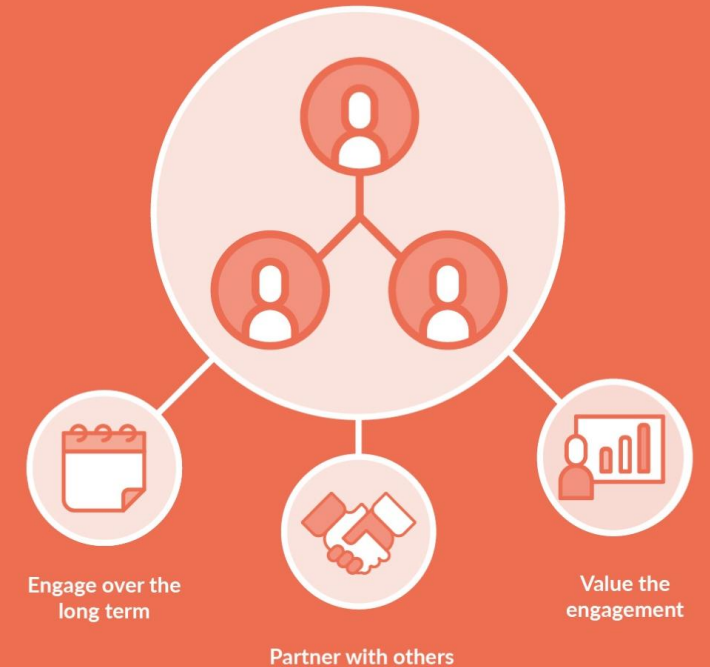 Engage over the
long term
Partner with others
Value the
engagement